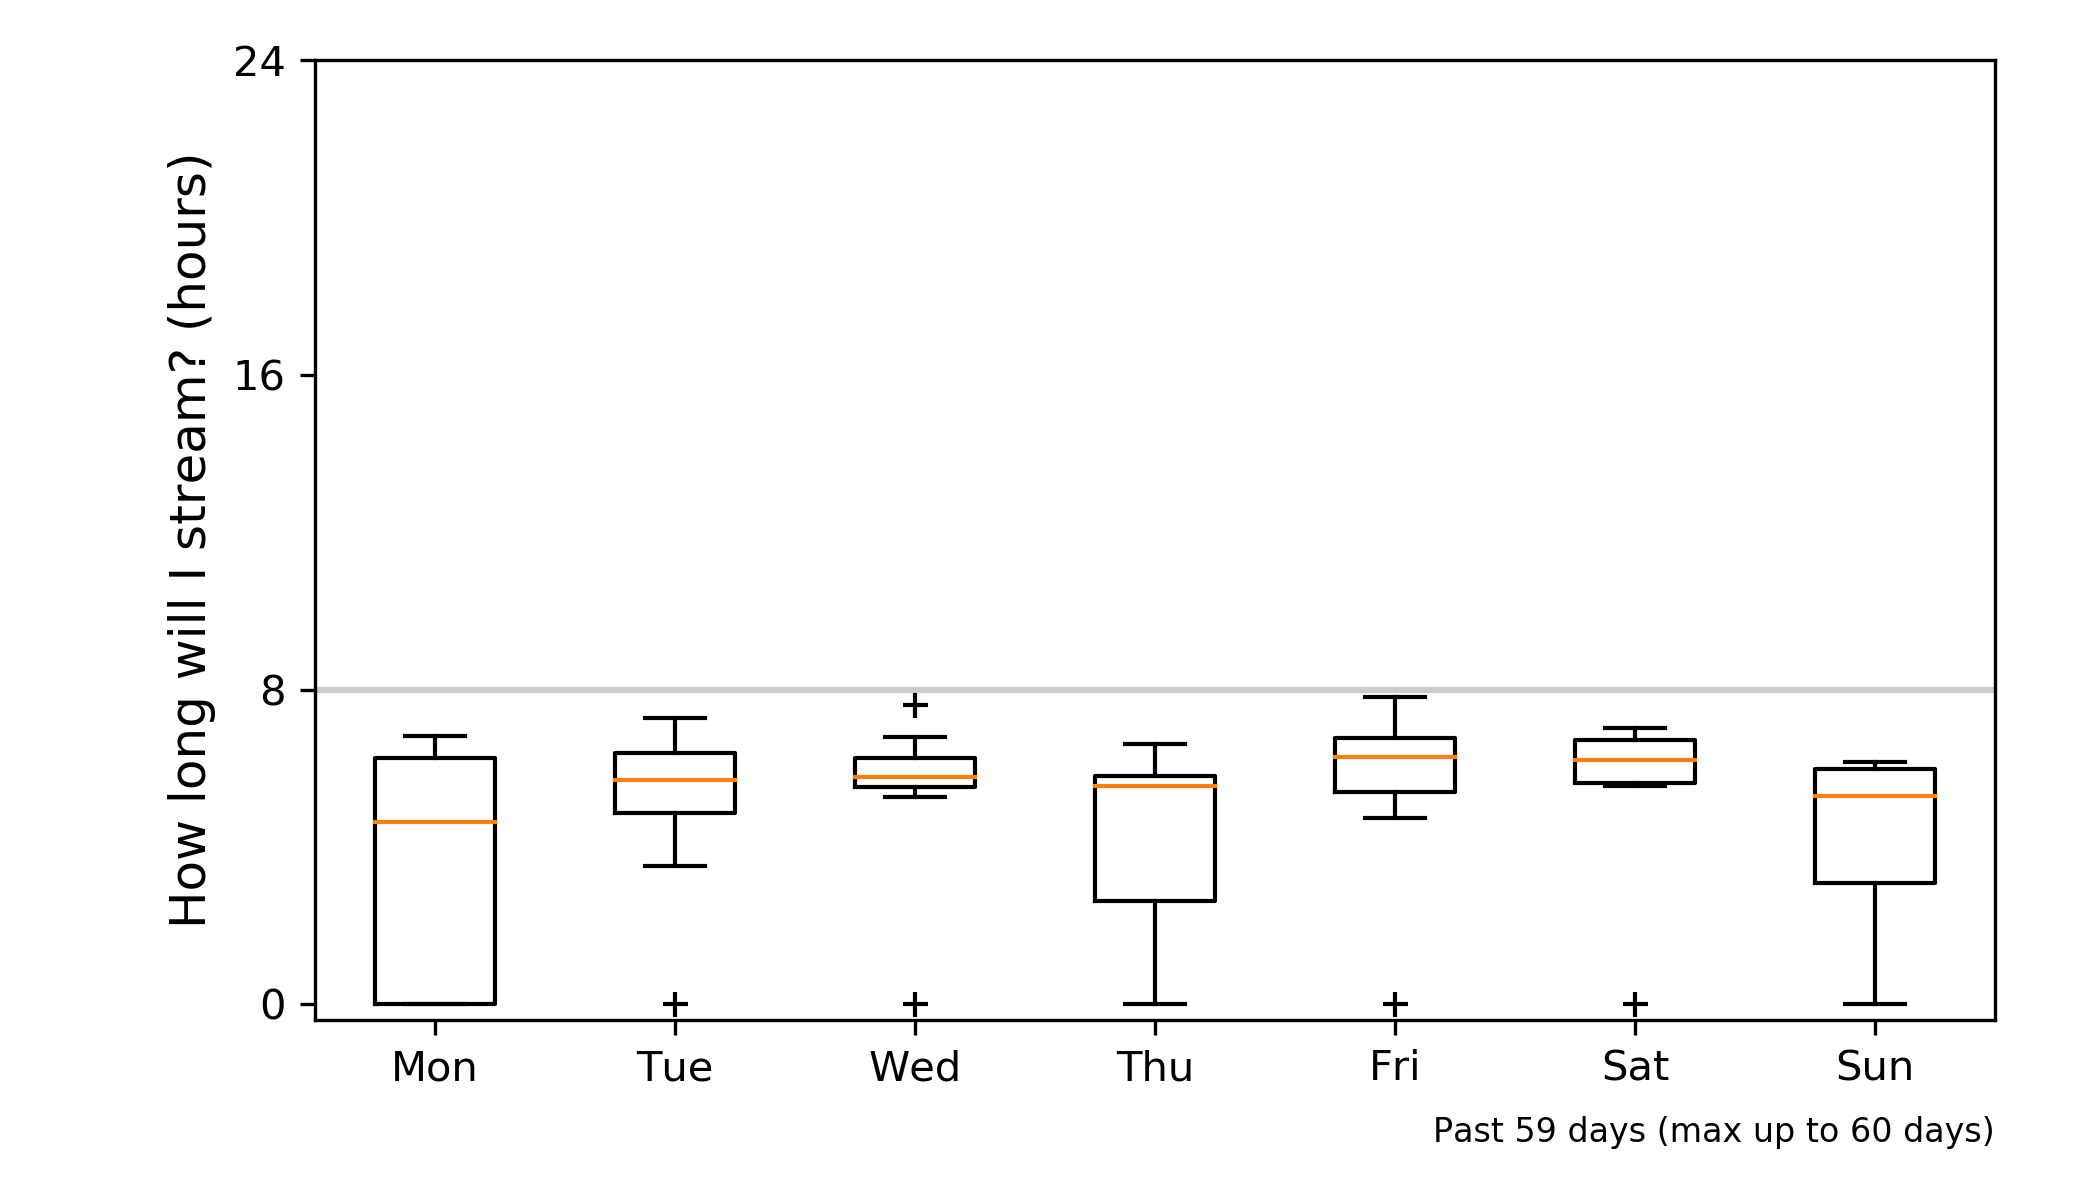 How long will I stream? (hours)
24
16
8
0
Mon Tue Wed Thu Fri Sat Sun
Past 59 days (max up to 60 days)